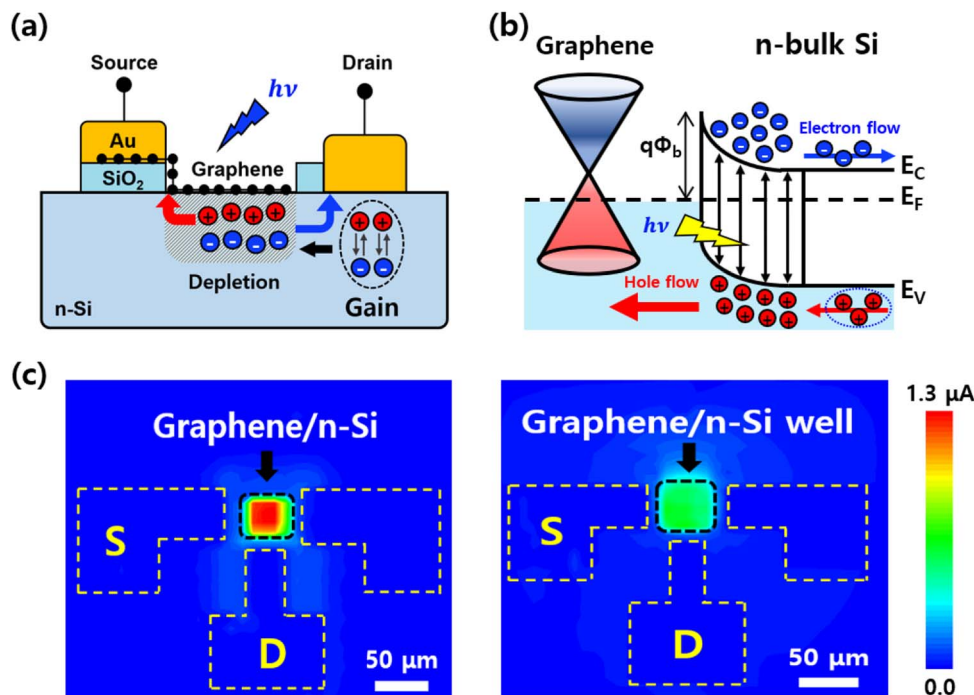 (a)
Source
Drain
hν
Au
SiO₂
Graphene
Depletion
Gain
n-Si
(b)
Graphene
n-bulk Si
qΦb
Electron flow
EC
EF
hν
Hole flow
EV
(c)
Graphene/n-Si
S
D
50 μm
Graphene/n-Si well
S
D
50 μm
1.3 μA
0.0